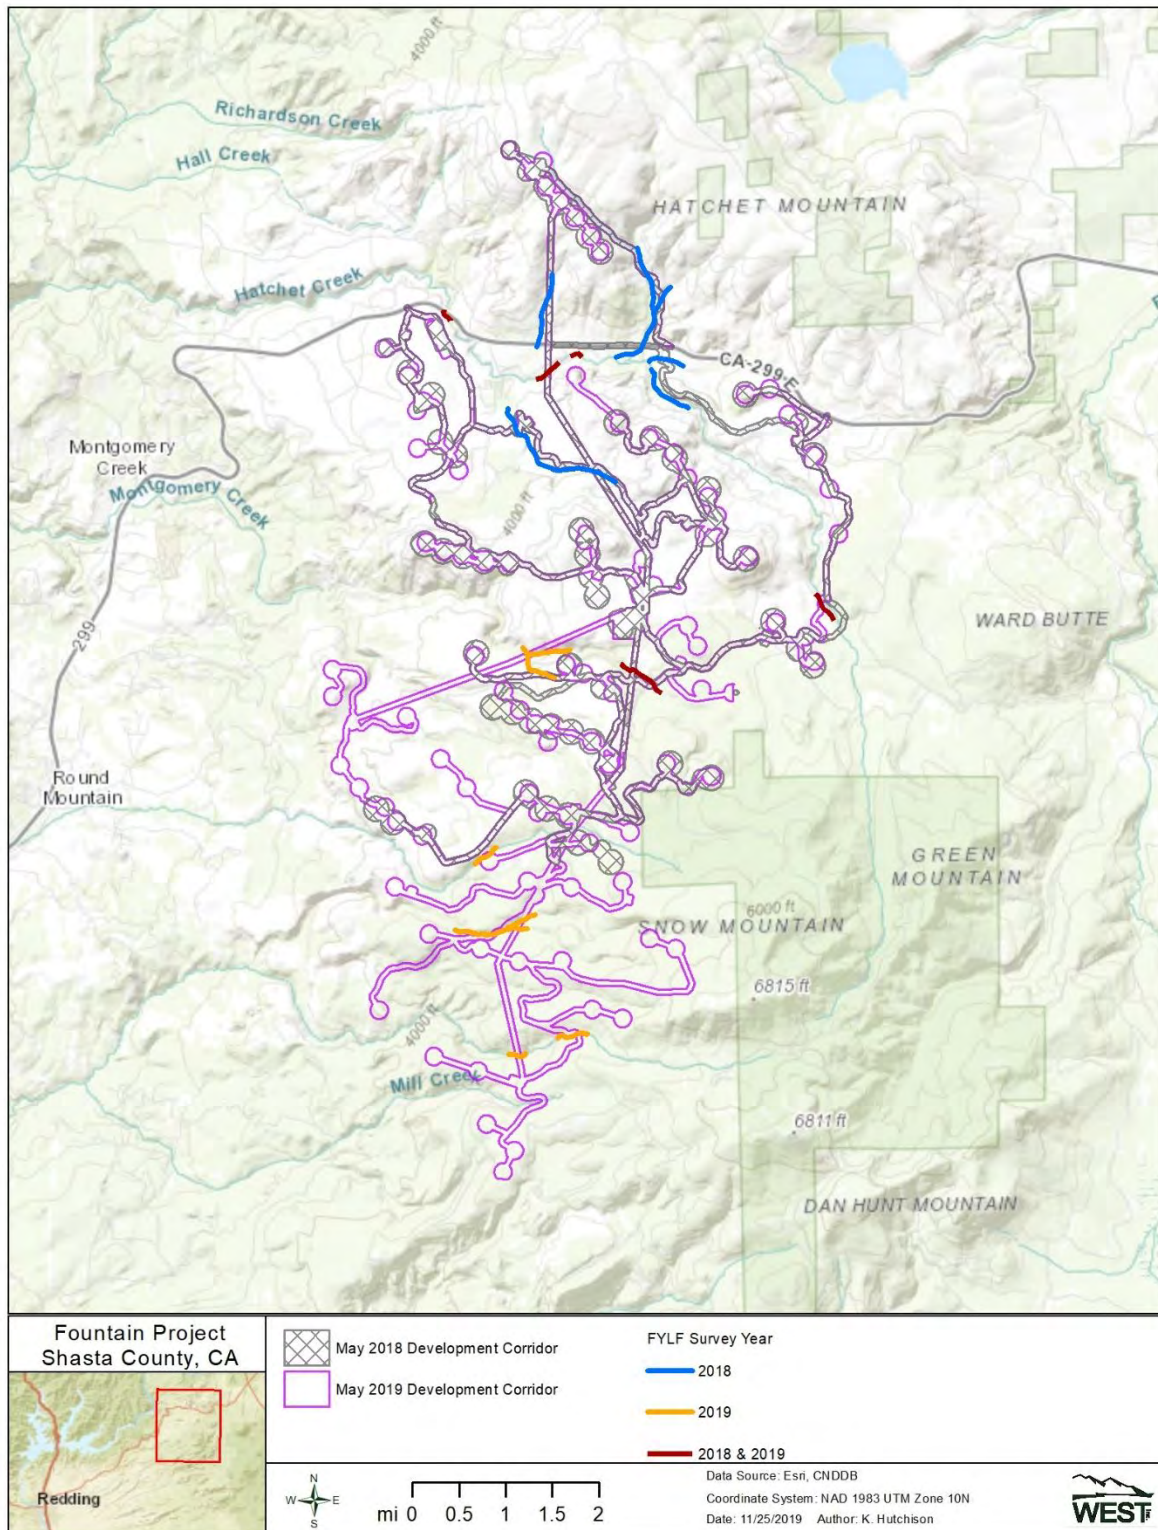 4000 ft
Richardson Creek
Hall Creek
HATCHET MOUNTAIN
Hatchet Creek
CA-299-E
Montgomery
Creek
Montgomery Creek
4000 ft
299
WARD BUTTE
Round
Mountain
GREEN
MOUNTAIN
6000 ft
SNOW MOUNTAIN
6815 ft
4000 ft
Mill Creek
6811 ft
DAN HUNT MOUNTAIN
Fountain Project
Shasta County, CA
Redding
May 2018 Development Corridor
May 2019 Development Corridor
FYLF Survey Year
2018
2019
2018 & 2019
N
W E
S
mi 0 0.5 1 1.5 2
Data Source: Esri, CNDDB
Coordinate System: NAD 1983 UTM Zone 10N
Date: 11/25/2019 Author: K. Hutchison
WEST